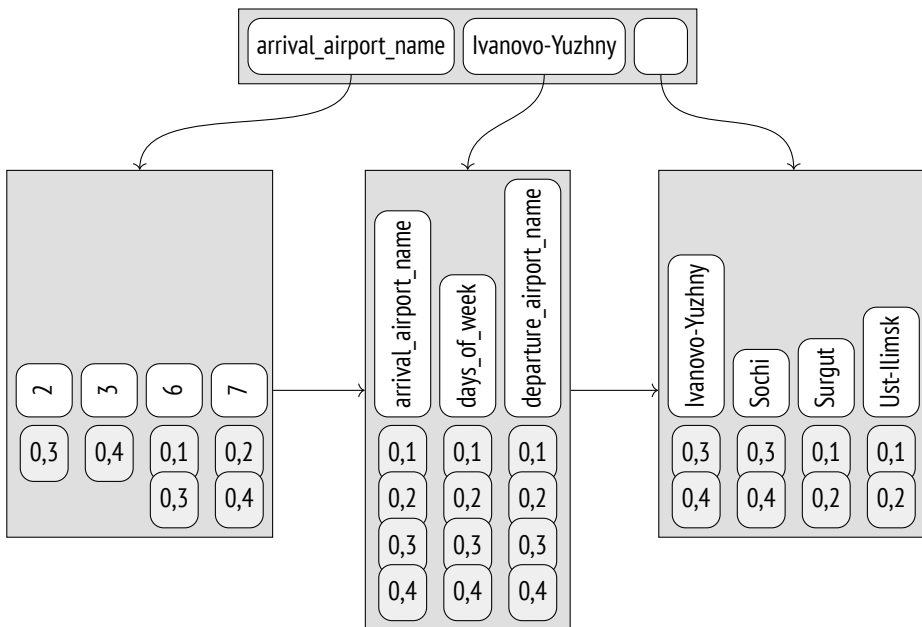 arrival_airport_name Ivanovo-Yuzhny
2 3 6 7
0,3 0,4 0,1 0,2
0,3 0,4
arrival_airport_name days_of_week departure_airport_name
0,1 0,1 0,1
0,2 0,2 0,2
0,3 0,3 0,3
0,4 0,4 0,4
Ivanovo-Yuzhny Sochi Surgut Ust-Ilimsk
0,3 0,3 0,1 0,1
0,4 0,4 0,2 0,2